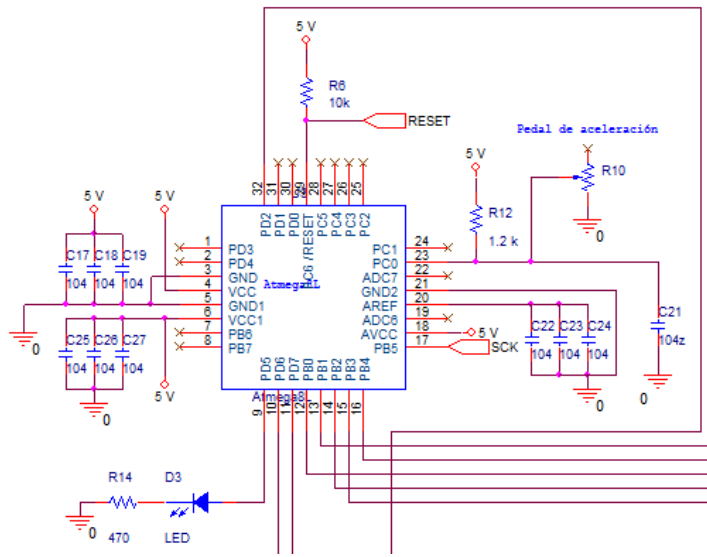 5 V
R6
10k
RESET
Pedal de aceleración
R10
0
5 V
R12
1.2 k
32
31
30
29
28
27
26
25
PD2
PD1
PD0
PC6 /RESET
PC5
PC4
PC3
PC2
5 V
5 V
C17
C18
C19
104
104
104
0
C25
C26
C27
104
104
104
0
5 V
1
2
3
4
5
6
7
8
PD3
PD4
GND
VCC
GND1
VCC1
PB6
PB7
Atmega8L
PC1
PC0
ADC7
GND2
AREF
ADC6
AVCC
PB5
24
23
22
21
20
19
18
17
5 V
SCK
C22
C23
C24
104
104
104
0
C21
104z
0
PD5
PD6
PD7
PB0
PB1
PB2
PB3
PB4
Atmega8L
9
10
11
12
13
14
15
16
R14
D3
0
470
LED